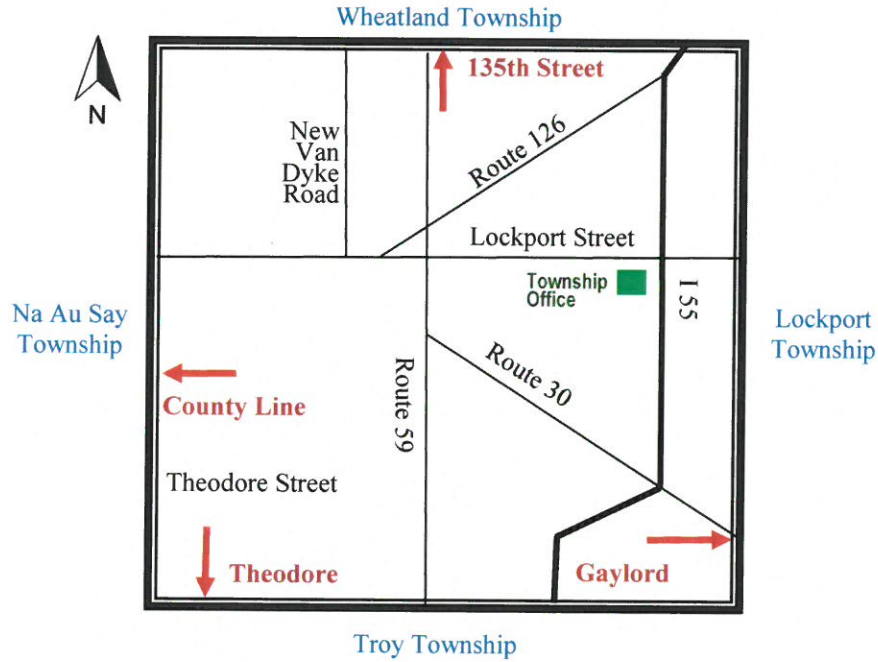 Wheatland Township
N
135th Street
New
Van
Dyke
Road
Route 126
Lockport Street
Township
Office
I 55
Na Au Say
Township
Lockport
Township
Route 59
Route 30
County Line
Theodore Street
Theodore
Gaylord
Troy Township